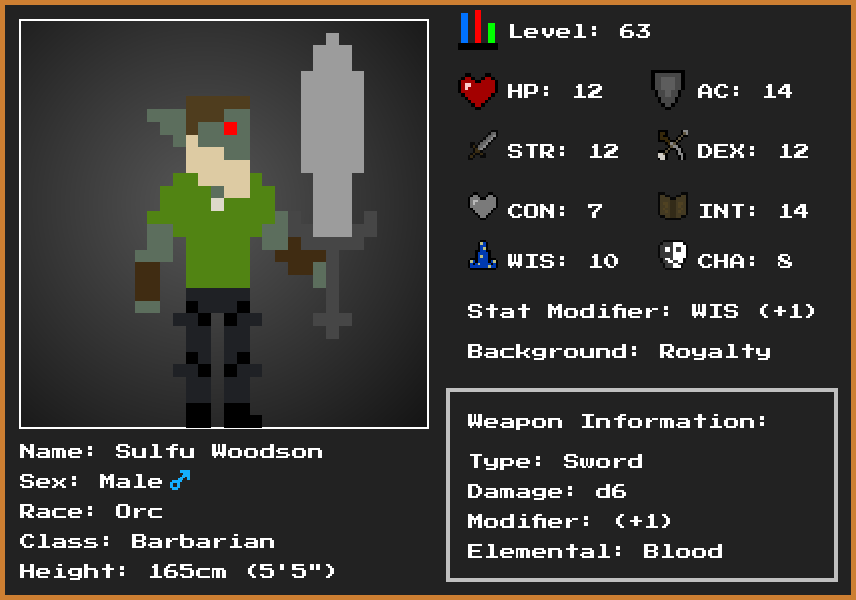 Level: 63
HP: 12 AC: 14
STR: 12 DEX: 12
CON: 7 INT: 14
WIS: 10 CHA: 8
Stat Modifier: WIS (+1)
Background: Royalty
Weapon Information:
Type: Sword
Damage: d6
Modifier: (+1)
Elemental: Blood
Name: Sulfu Woodson
Sex: Male♂
Race: Orc
Class: Barbarian
Height: 165cm (5'5")